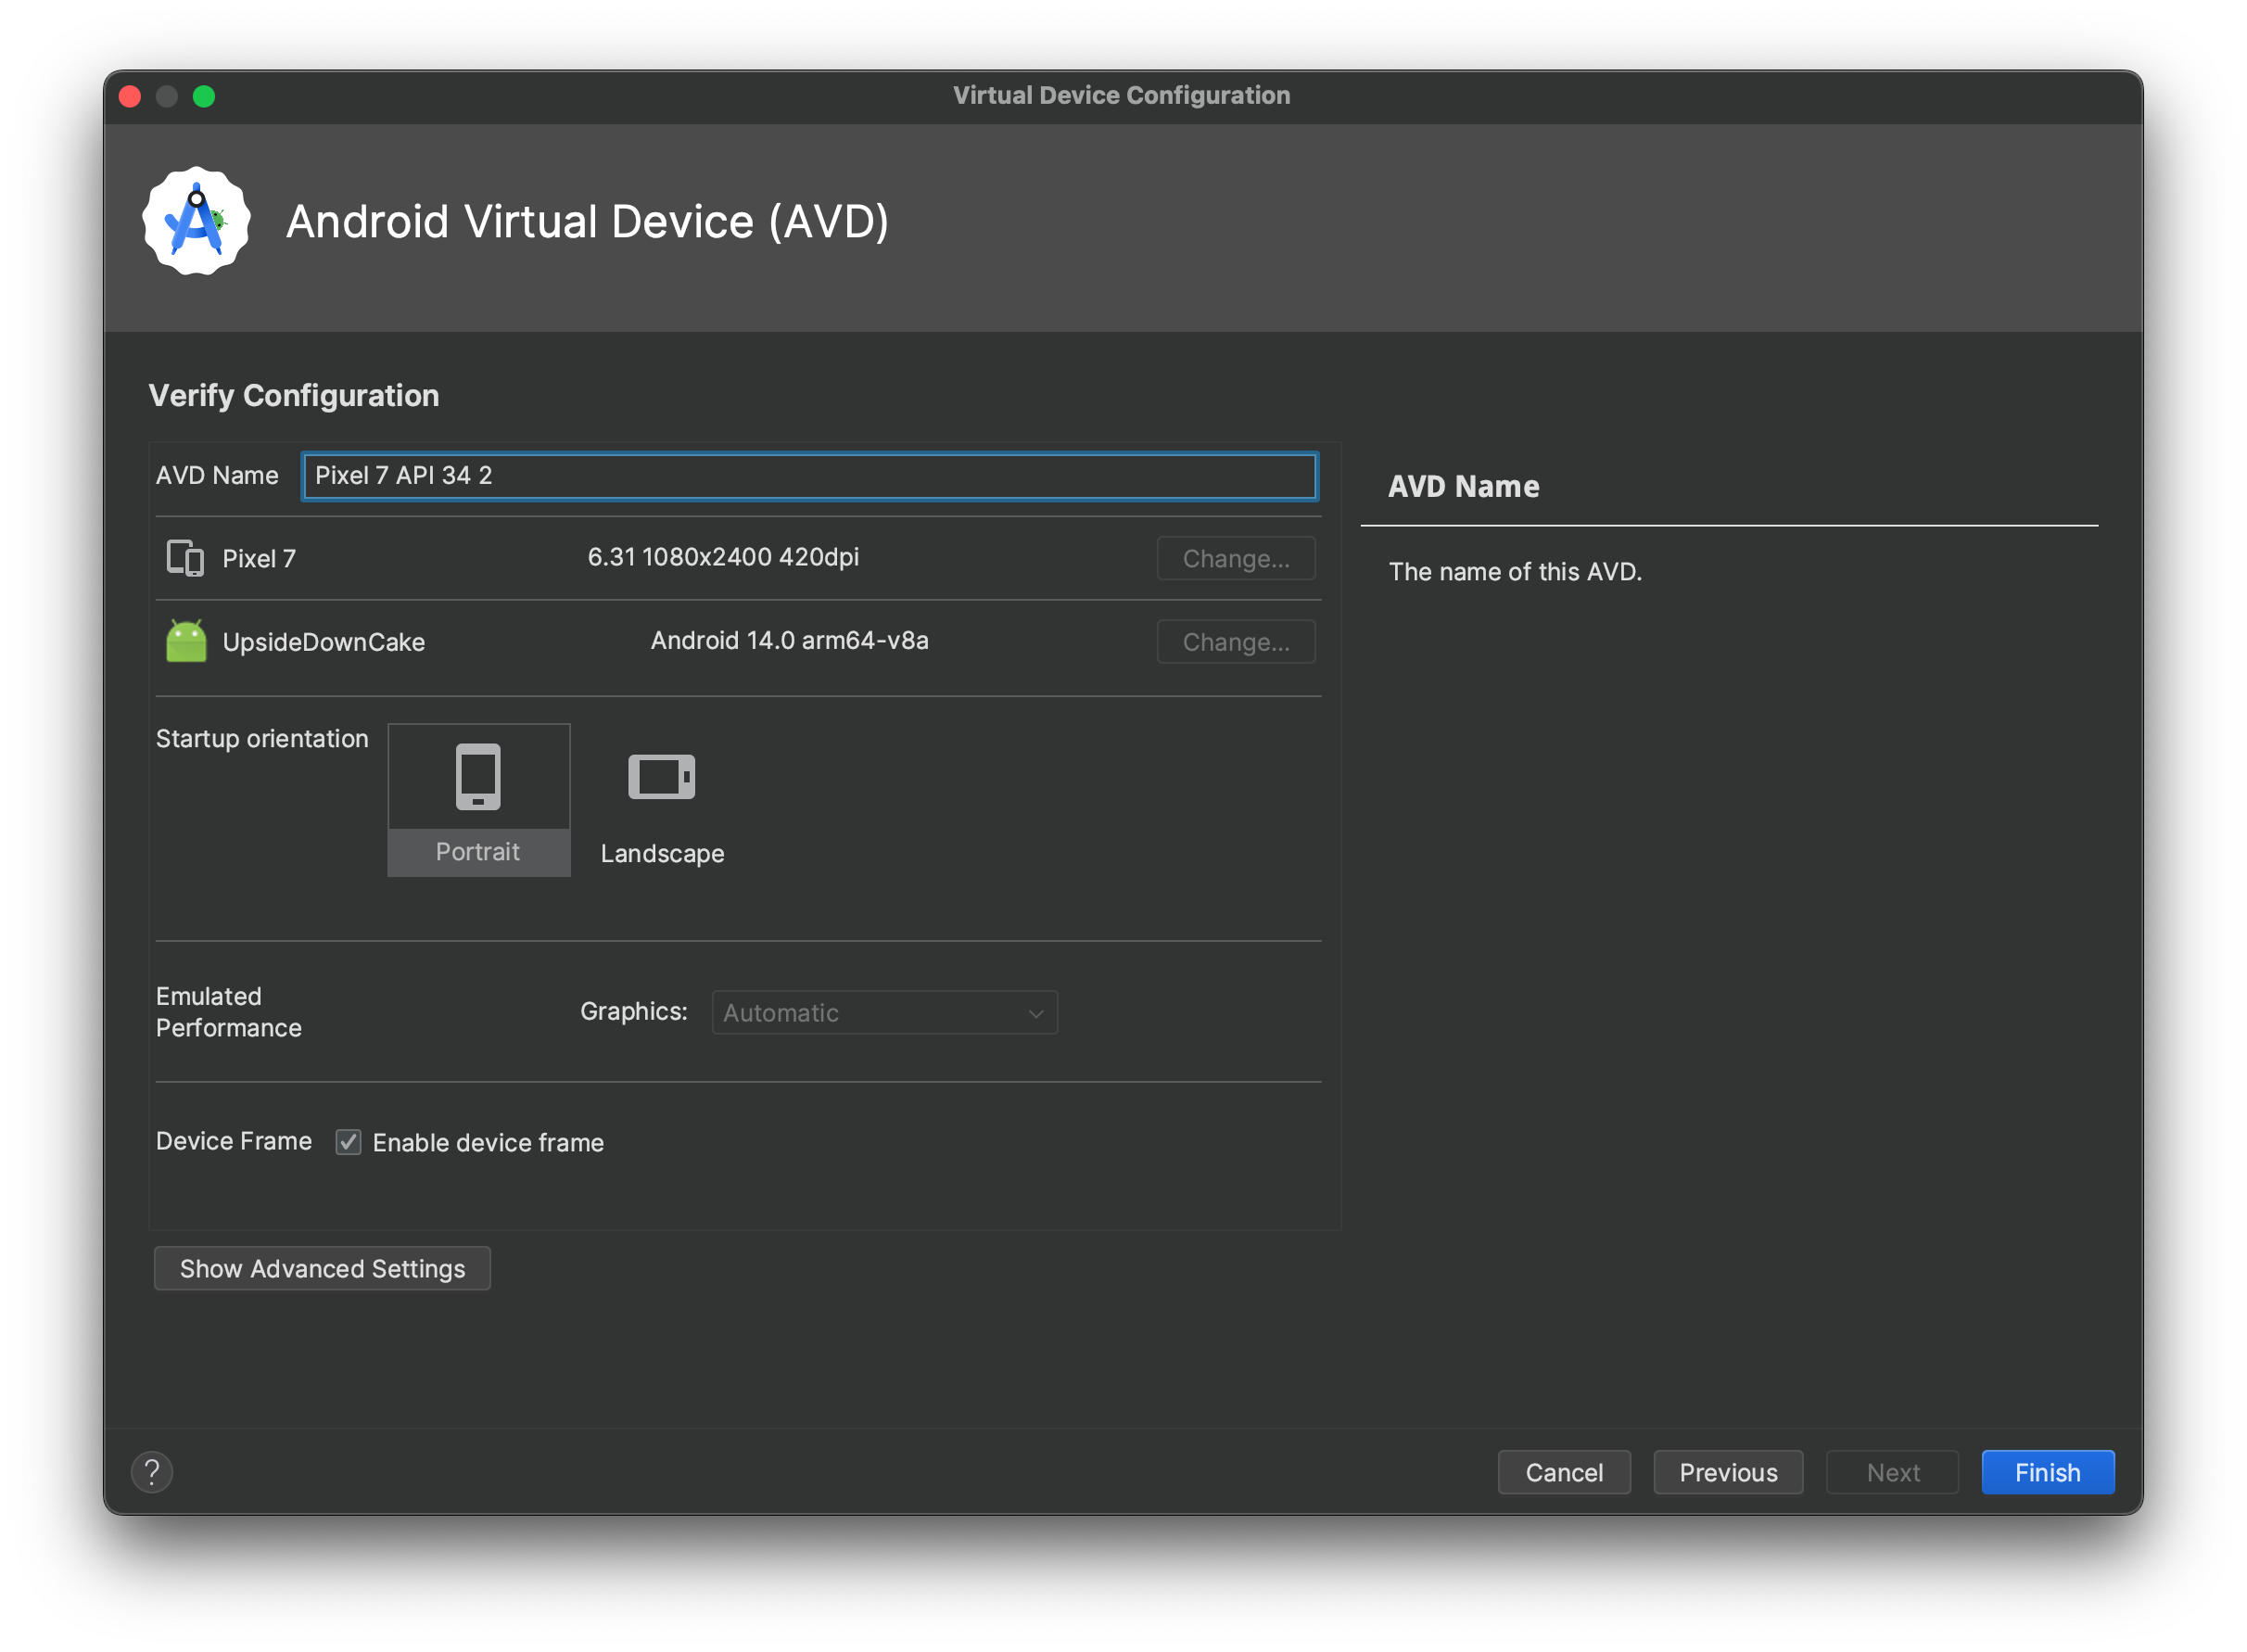 Virtual Device Configuration
Android Virtual Device (AVD)
Verify Configuration
AVD Name Pixel 7 API 34 2
Pixel 7 6.31 1080x2400 420dpi Change...
UpsideDownCake Android 14.0 arm64-v8a Change...
Startup orientation
Portrait Landscape
Emulated
Performance
Graphics: Automatic
Device Frame Enable device frame
Show Advanced Settings
AVD Name
The name of this AVD.
? Cancel Previous Next Finish